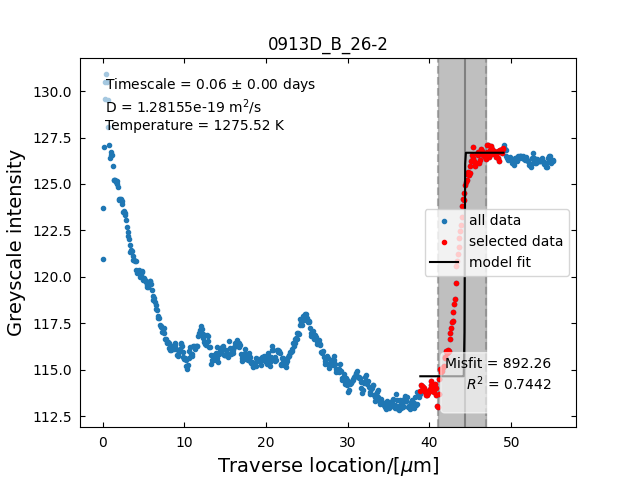 0913D_B_26-2
Timescale = 0.06 ± 0.00 days
D = 1.28155e-19 m²/s
Temperature = 1275.52 K
130.0
127.5
125.0
122.5
120.0
117.5
115.0
112.5
Greyscale intensity
all data
selected data
model fit
Misfit = 892.26
R² = 0.7442
0 10 20 30 40 50
Traverse location/[μm]